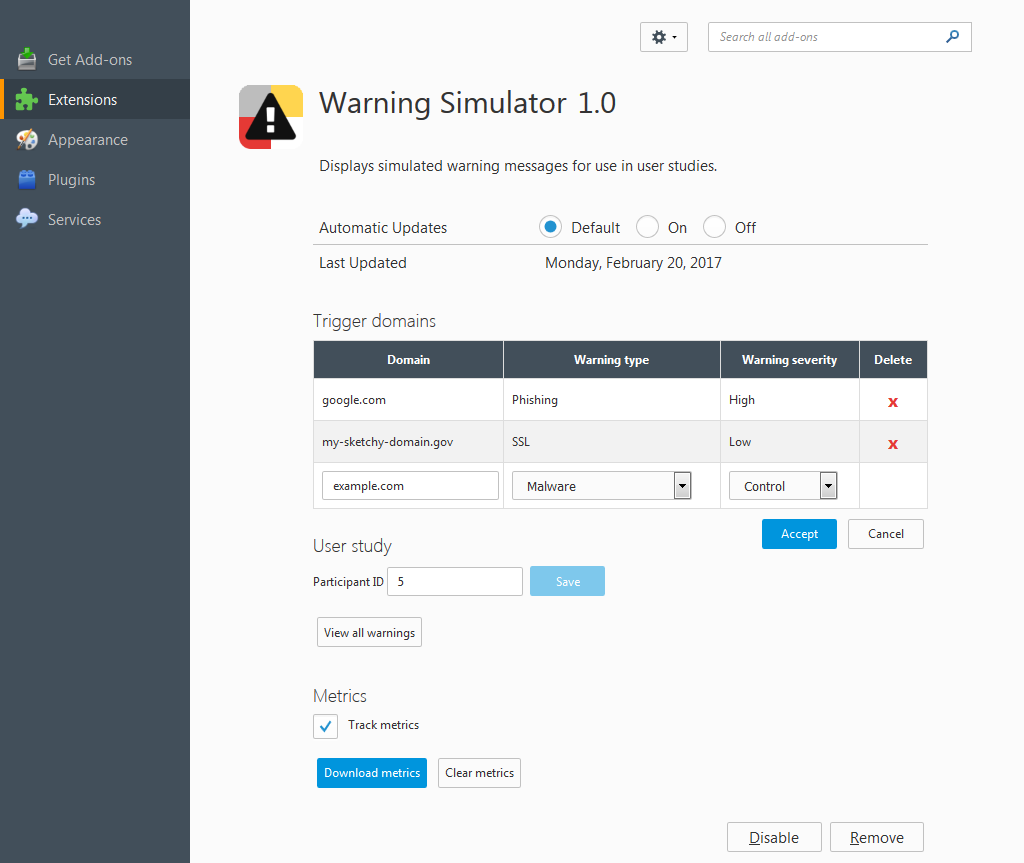 Search all add-ons
Get Add-ons
Extensions
Appearance
Plugins
Services
Warning Simulator 1.0
Displays simulated warning messages for use in user studies.
Automatic Updates Default On Off
Last Updated Monday, February 20, 2017
Trigger domains
Domain Warning type Warning severity Delete
google.com Phishing High x
my-sketchy-domain.gov SSL Low x
example.com Malware Control
Accept Cancel
User study
Participant ID 5 Save
View all warnings
Metrics
Track metrics
Download metrics Clear metrics
Disable Remove